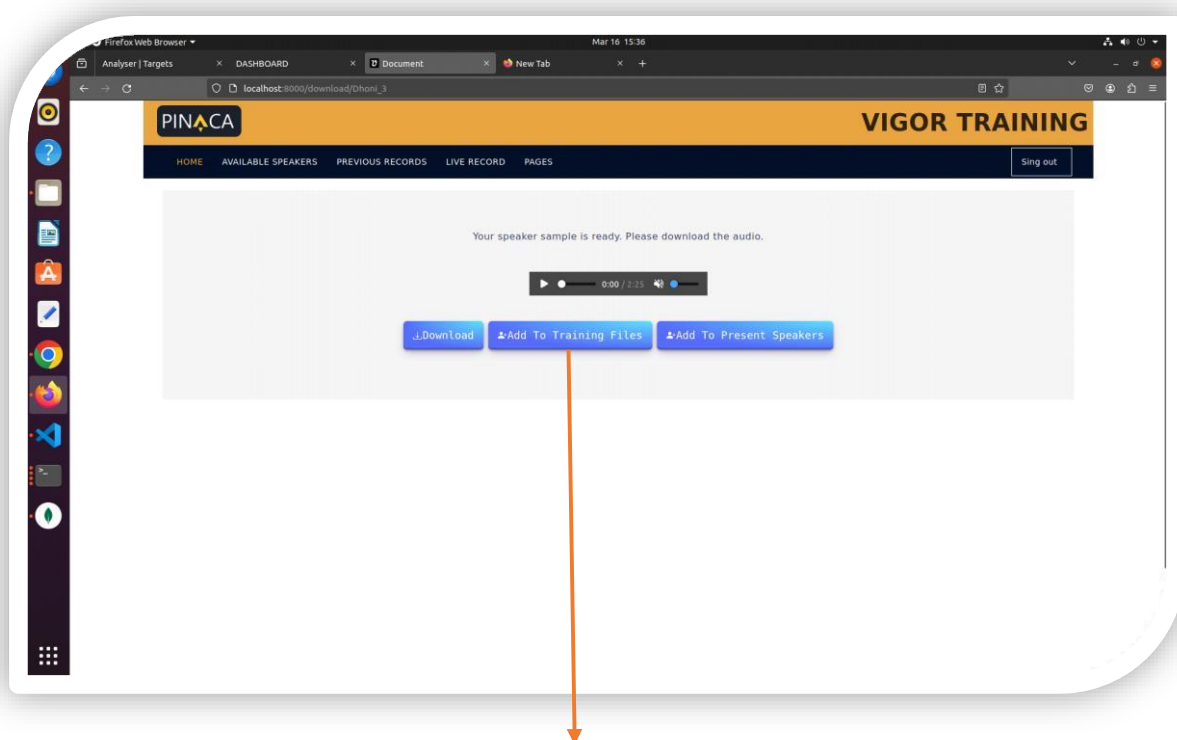 Firefox Web Browser
Mar 16 15:36
Analyser | Targets
DASHBOARD
Document
New Tab
localhost:8000/download/Dhoni_3
PINACA
VIGOR TRAINING
HOME AVAILABLE SPEAKERS PREVIOUS RECORDS LIVE RECORD PAGES Sing out
Your speaker sample is ready. Please download the audio.
0:00 / 2:25
Download Add To Training Files Add To Present Speakers